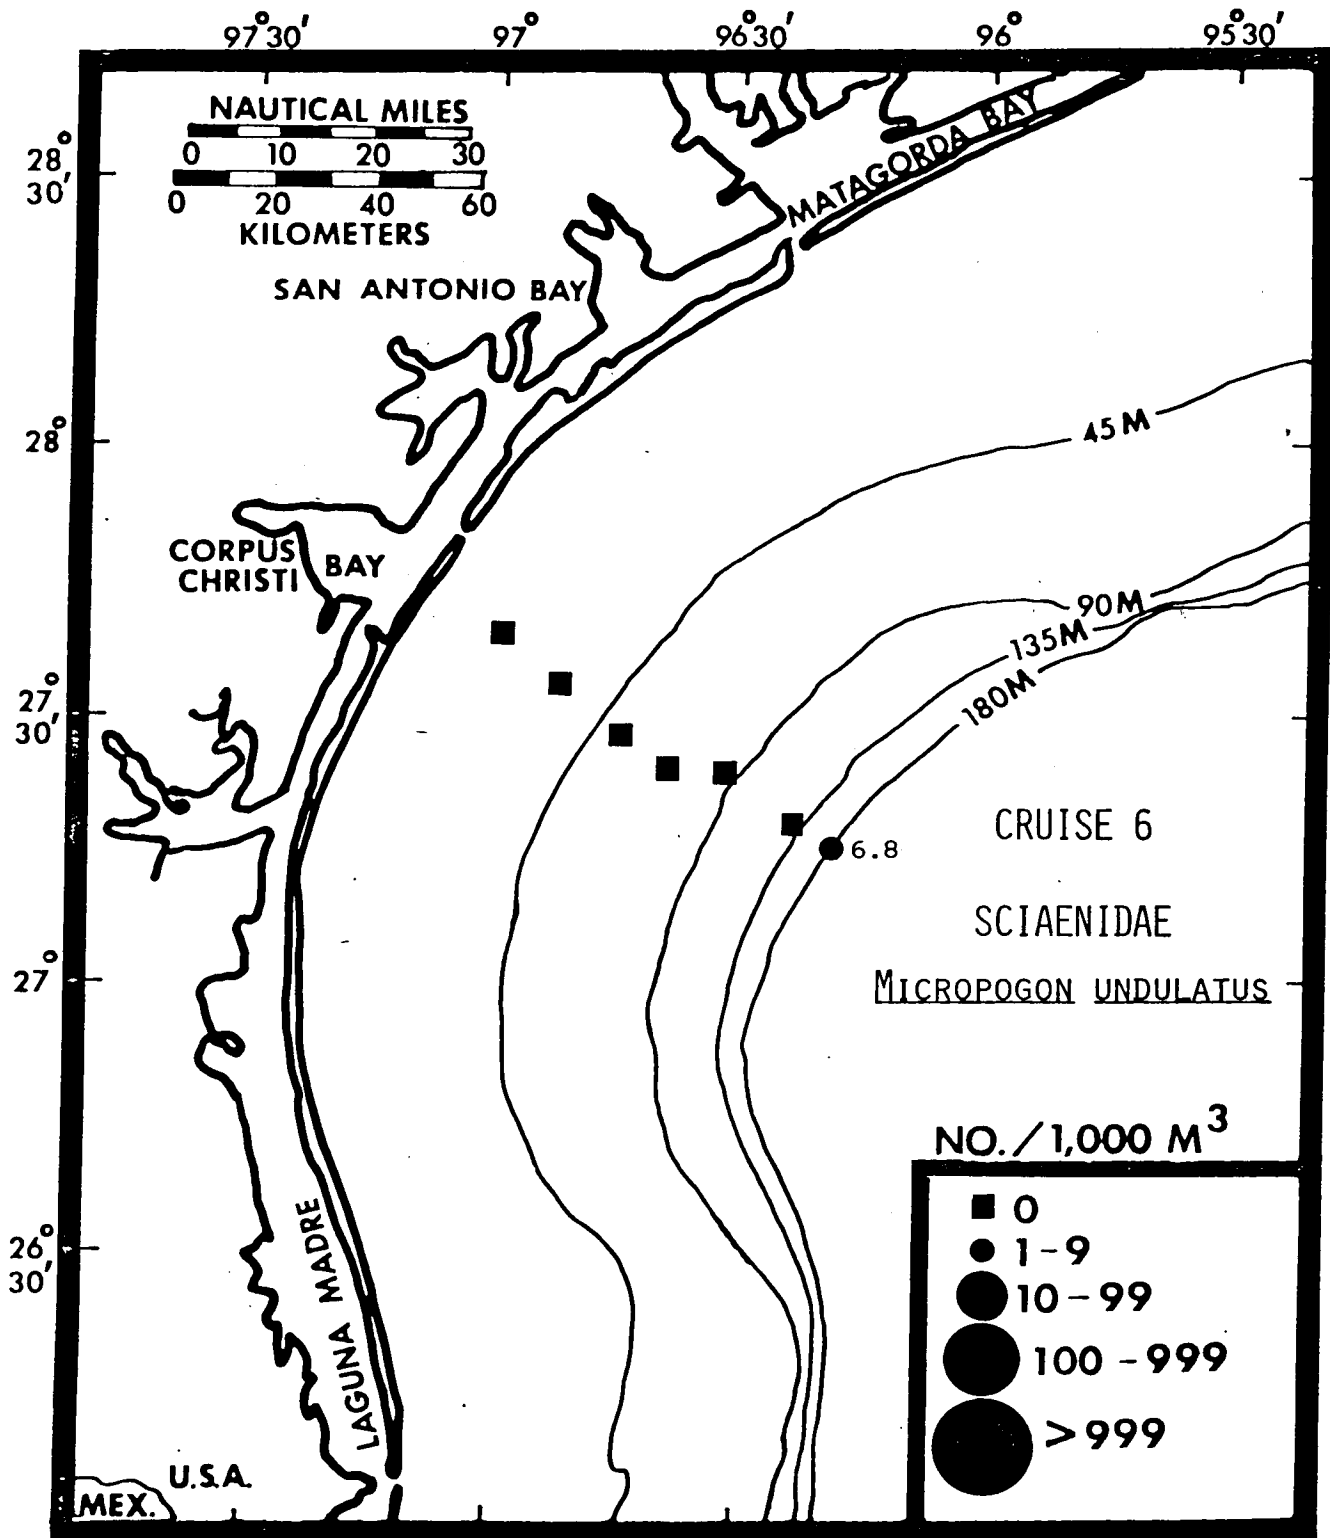 97°30′ 97° 96°30′ 96° 95°30′
NAUTICAL MILES
0 10 20 30
0 20 40 60
KILOMETERS
28°
30′
MATAGORDA BAY
SAN ANTONIO BAY
28°
45M
CORPUS
CHRISTI
BAY
90M
135M
180M
27°
30′
6.8
CRUISE 6
SCIAENIDAE
MICROPOGON UNDULATUS
27°
NO./1,000 M³
0
1-9
10-99
100-999
>999
26°
30′
LAGUNA MADRE
U.S.A.
MEX.